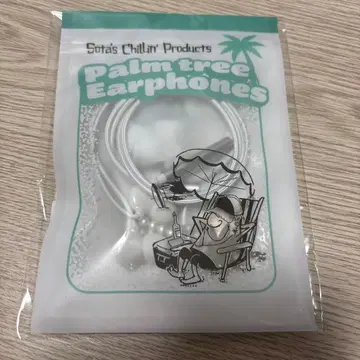 Sota's Chillin' Products
Palm tree
Earphones